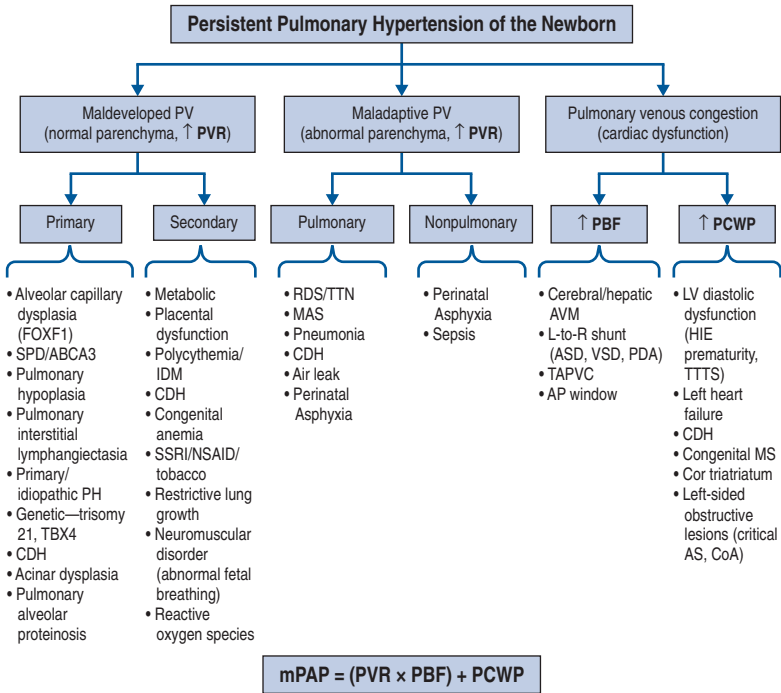 Persistent Pulmonary Hypertension of the Newborn
Maldeveloped PV
(normal parenchyma, ↑ PVR)
Maladaptive PV
(abnormal parenchyma, ↑ PVR)
Pulmonary venous congestion
(cardiac dysfunction)
Primary
Secondary
Pulmonary
Nonpulmonary
↑ PBF
↑ PCWP
• Alveolar capillary
dysplasia
(FOXF1)
• SPD/ABCA3
• Pulmonary
hypoplasia
• Pulmonary
interstitial
lymphangiectasia
• Primary/
idiopathic PH
• Genetic—trisomy
21, TBX4
• CDH
• Acinar dysplasia
• Pulmonary
alveolar
proteinosis
• Metabolic
• Placental
dysfunction
• Polycythemia/
IDM
• CDH
• Congenital
anemia
• SSRI/NSAID/
tobacco
• Restrictive lung
growth
• Neuromuscular
disorder
(abnormal fetal
breathing)
• Reactive
oxygen species
• RDS/TTN
• MAS
• Pneumonia
• CDH
• Air leak
• Perinatal
Asphyxia
• Perinatal
Asphyxia
• Sepsis
• Cerebral/hepatic
AVM
• L-to-R shunt
(ASD, VSD, PDA)
• TAPVC
• AP window
• LV diastolic
dysfunction
(HIE
prematurity,
TTTS)
• Left heart
failure
• CDH
• Congenital MS
• Cor triatriatum
• Left-sided
obstructive
lesions (critical
AS, CoA)
mPAP = (PVR × PBF) + PCWP